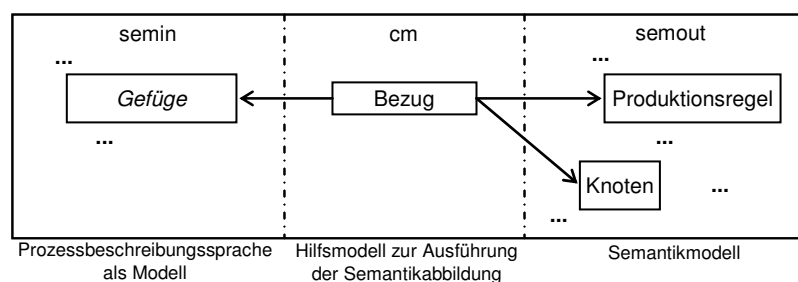 semin cm semout
... ...
Gefüge Bezug Produktionsregel
... ...
Knoten ...
...
Prozessbeschreibungssprache
als Modell
Hilfsmodell zur Ausführung
der Semantikabbildung
Semantikmodell